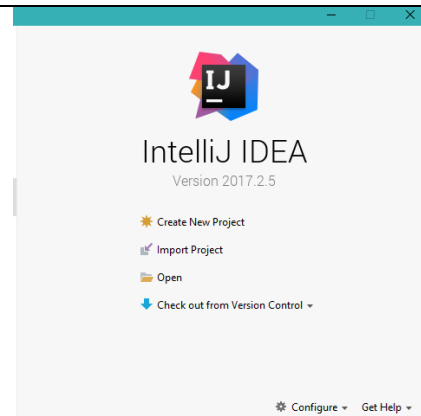 IJ
IntelliJ IDEA
Version 2017.2.5
Create New Project
Import Project
Open
Check out from Version Control
Configure Get Help